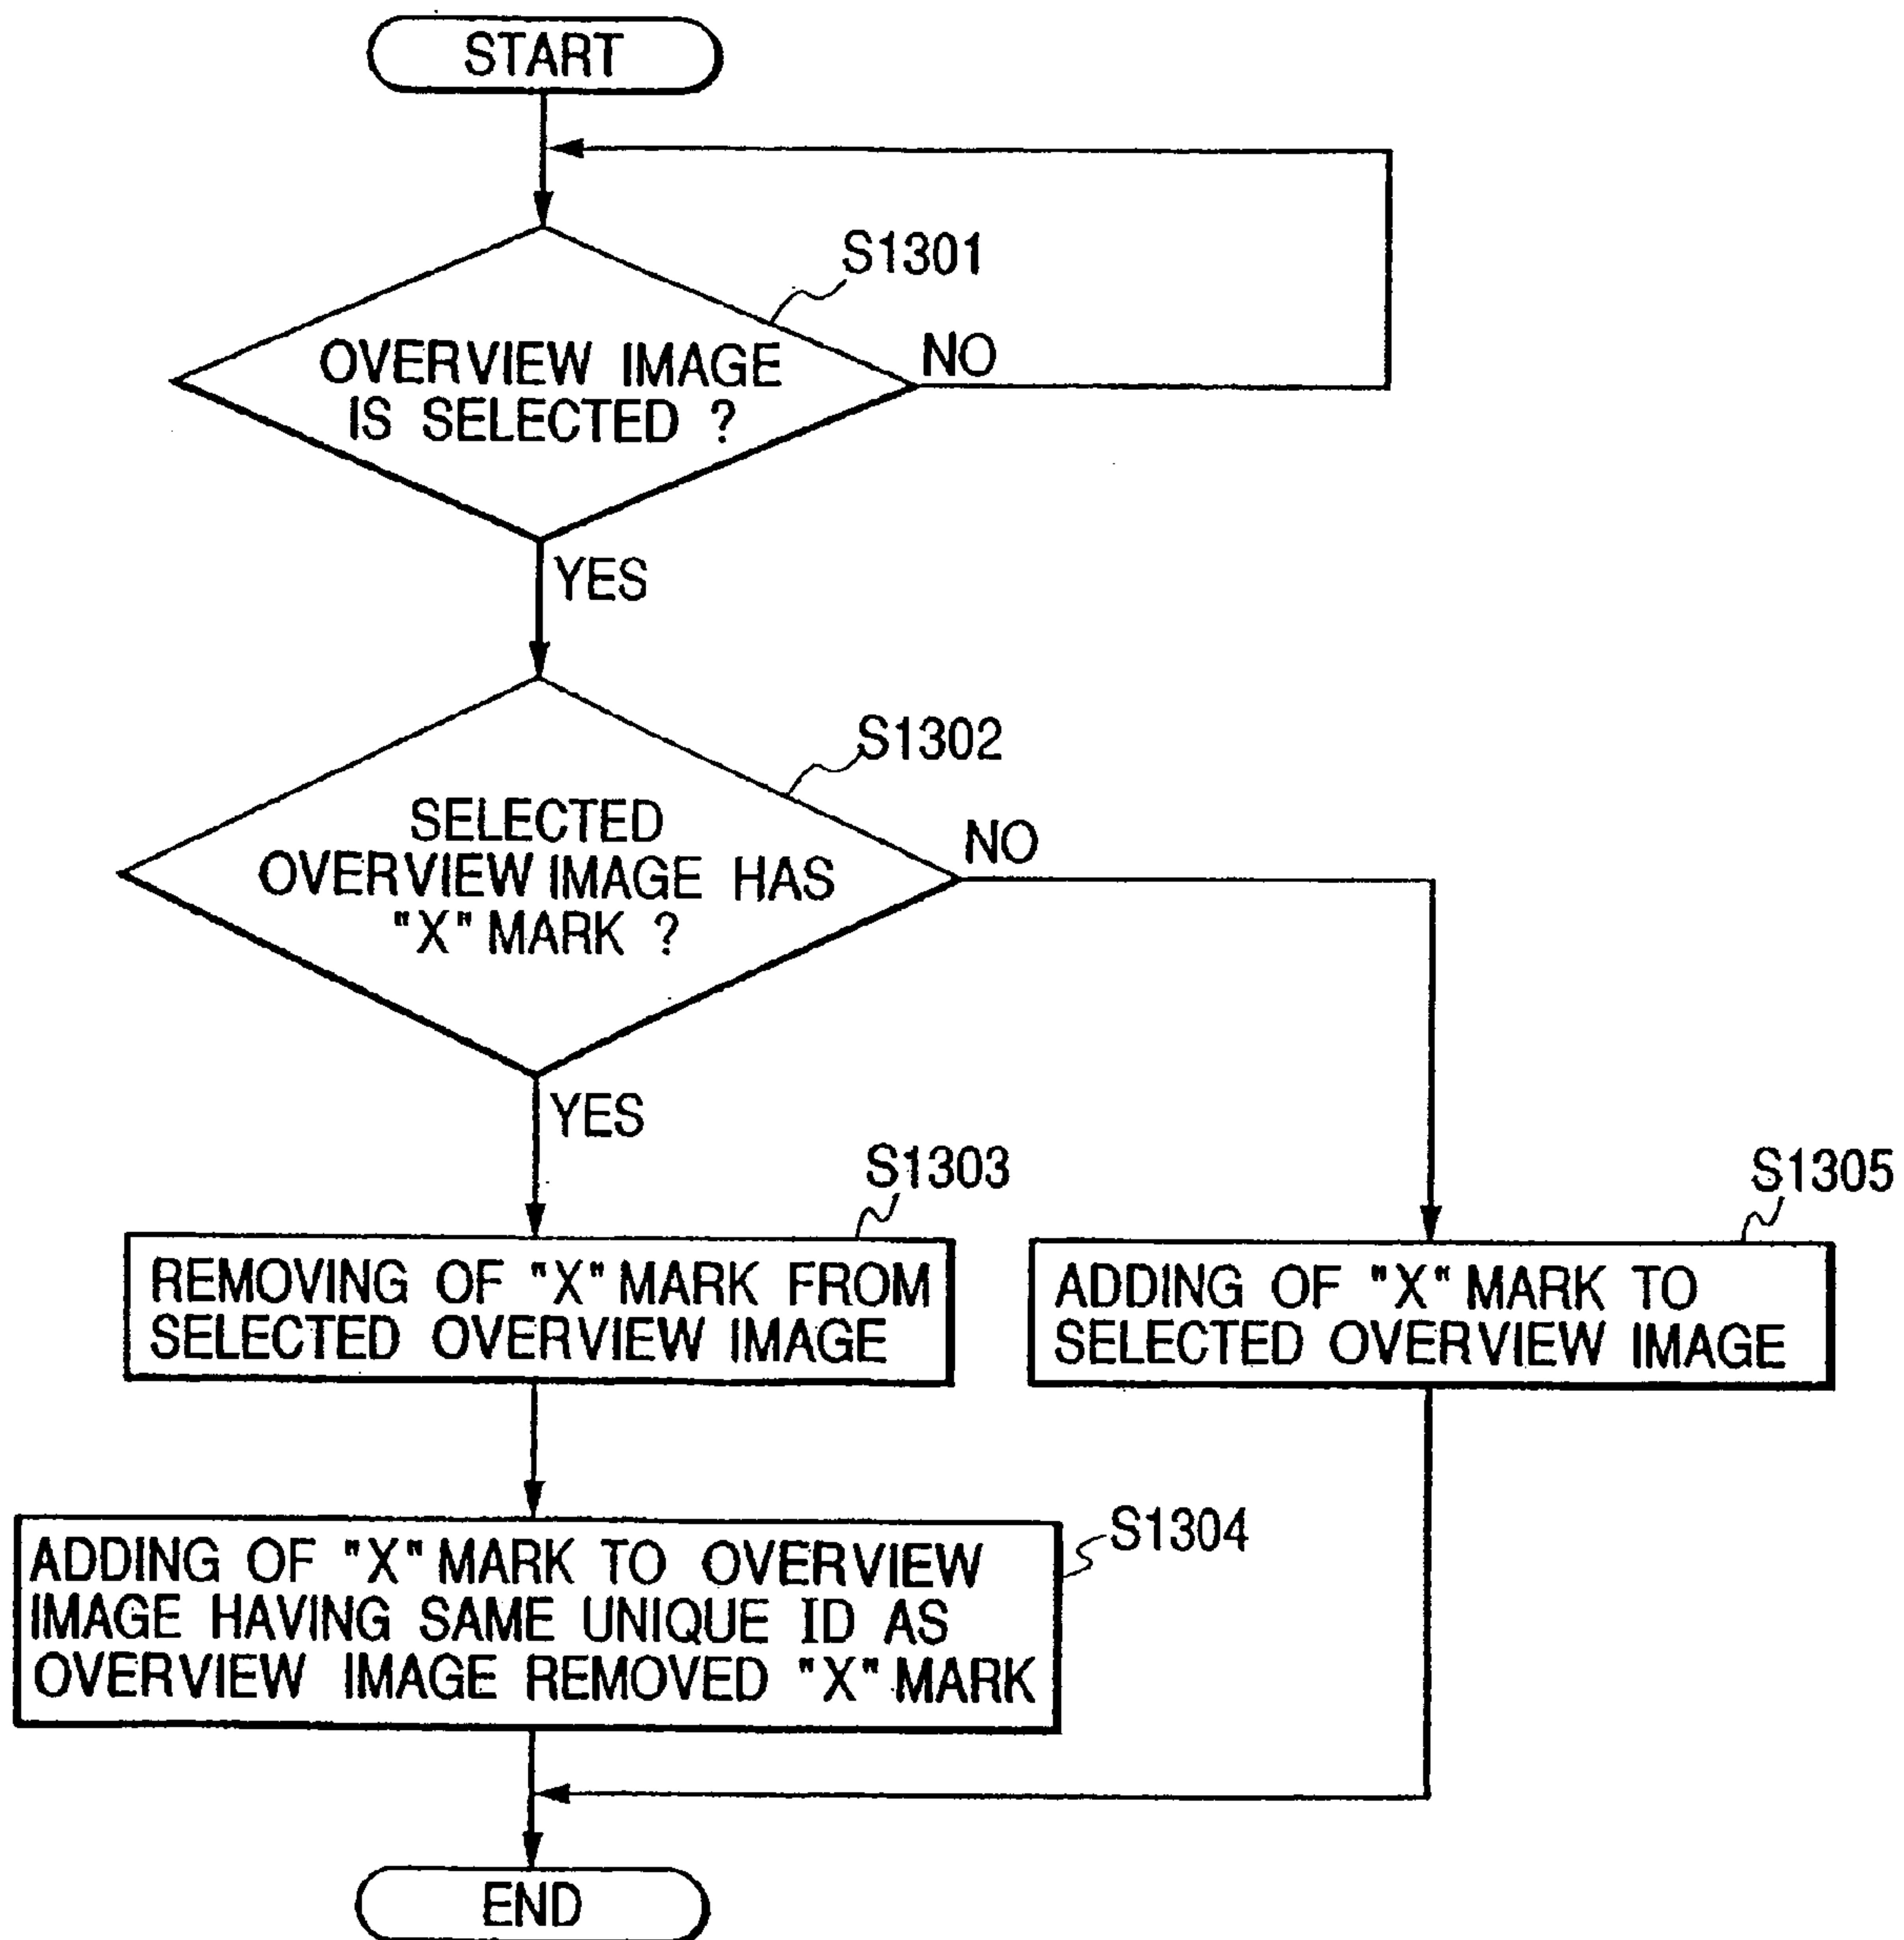 START
S1301
OVERVIEW IMAGE
IS SELECTED ?
NO
YES
S1302
SELECTED
OVERVIEW IMAGE HAS
"X" MARK ?
NO
YES
S1303
REMOVING OF "X" MARK FROM
SELECTED OVERVIEW IMAGE
S1305
ADDING OF "X" MARK TO
SELECTED OVERVIEW IMAGE
S1304
ADDING OF "X" MARK TO OVERVIEW
IMAGE HAVING SAME UNIQUE ID AS
OVERVIEW IMAGE REMOVED "X" MARK
END